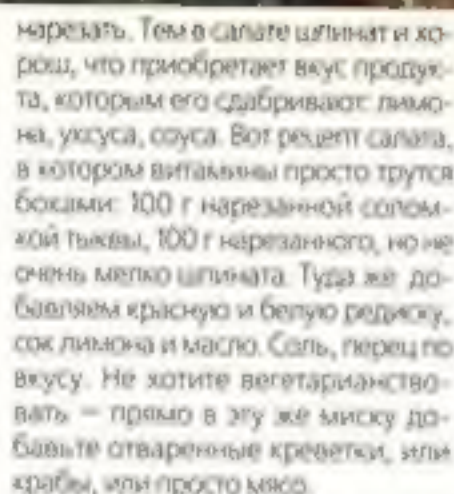 нарезать. Тем в салате шпинат и хо-
рош, что приобретает вкус продук-
та, которым его сдабривают: лимо-
на, уксуса, соуса. Вот рецепт салата,
в котором витамины просто трутся
боками: 100 г нарезанной солом-
кой тыквы, 100 г нарезанного, но не
очень мелко шпината. Туда же до-
бавляем красную и белую редиску,
сок лимона и масло. Соль, перец по
вкусу. Не хотите вегетарианство-
вать — прямо в эту же миску до-
бавьте отваренные креветки, или
крабы, или просто мясо.